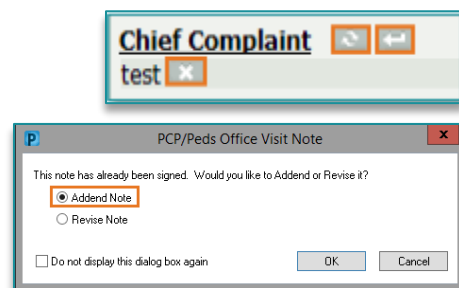 Chief Complaint
test
P PCP/Peds Office Visit Note x
This note has already been signed. Would you like to Addend or Revise it?
Addend Note
Revise Note
Do not display this dialog box again OK Cancel